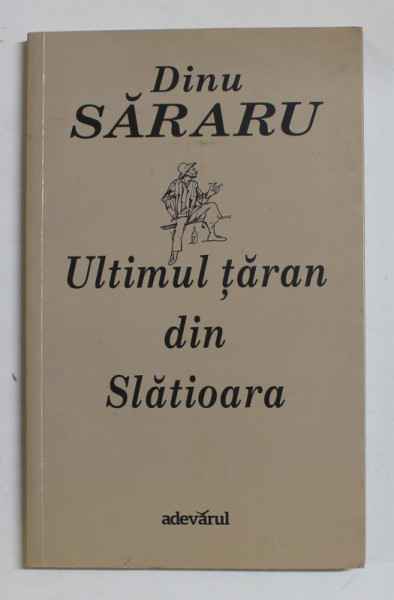 Dinu
SĂRARU
Ultimul țăran
din
Slătioara
adevărul